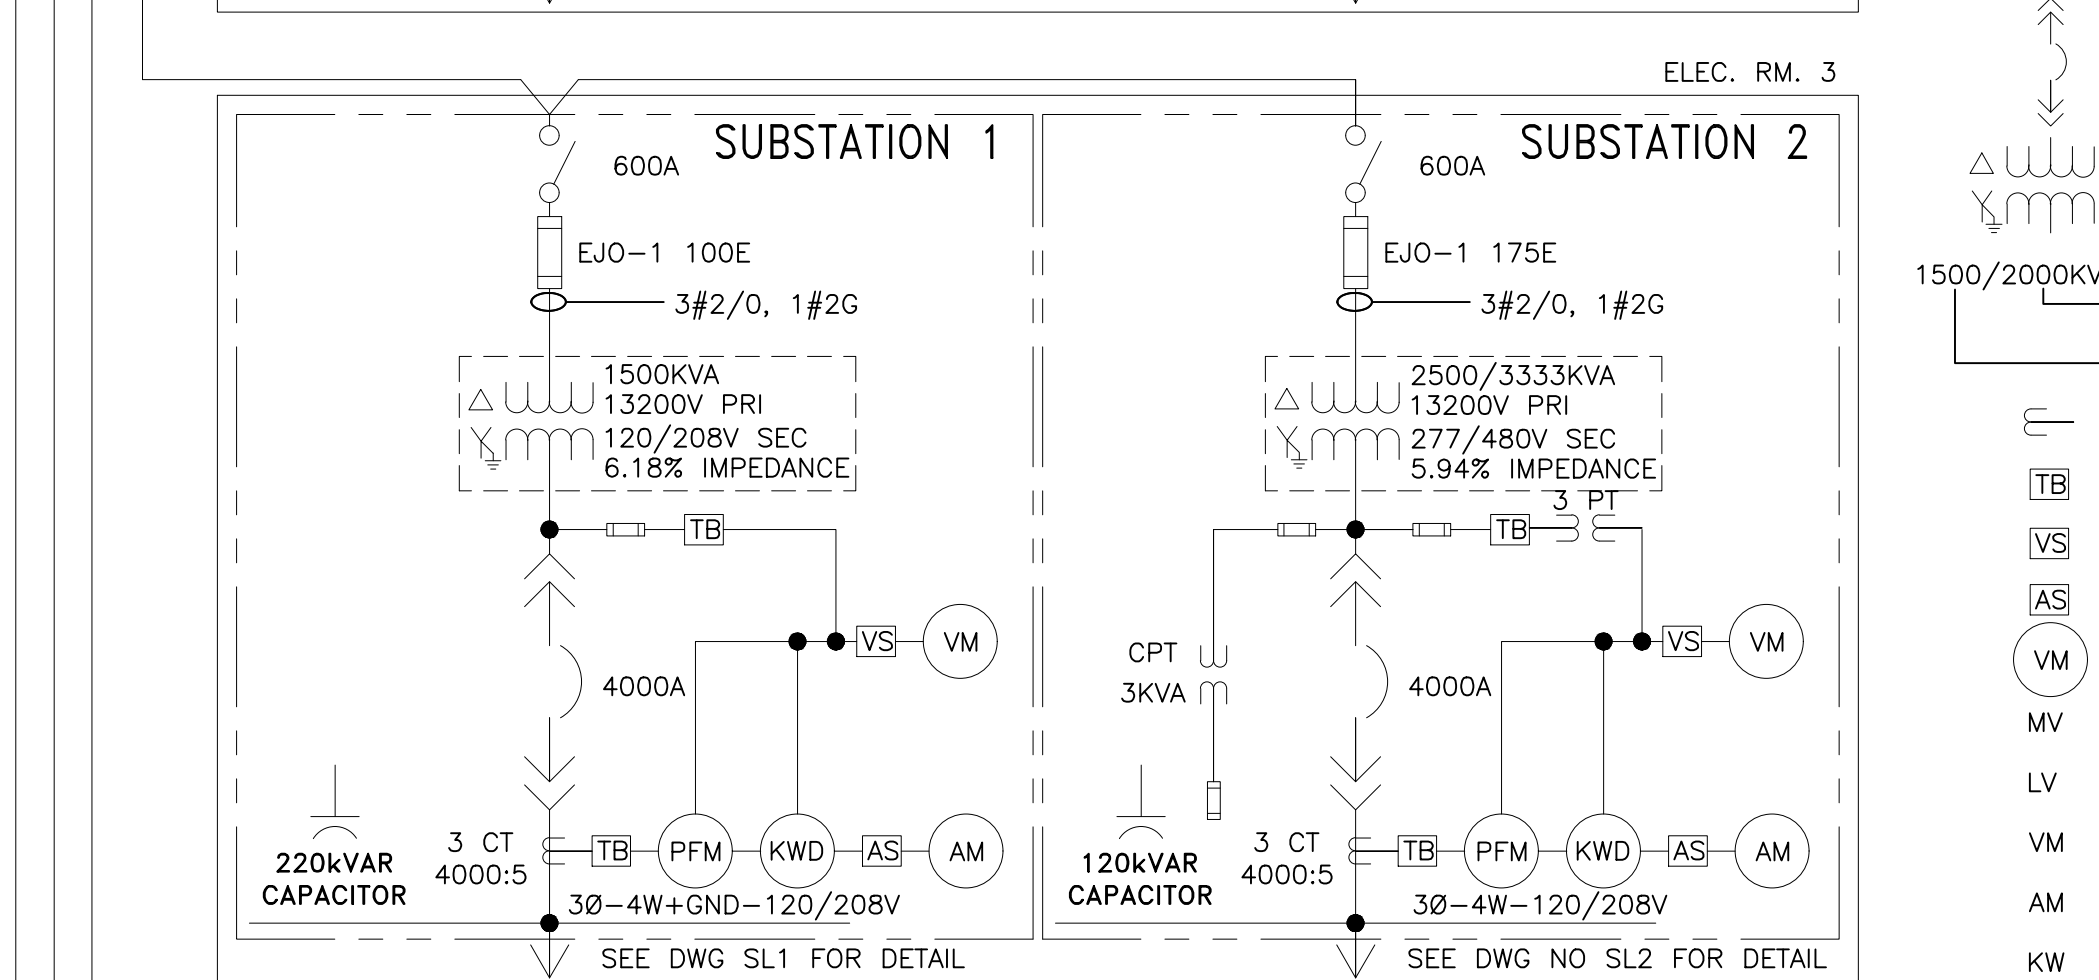 ELEC. RM. 3
SUBSTATION 1
600A
EJO-1 100E
3#2/0, 1#2G
1500KVA
13200V PRI
120/208V SEC
6.18% IMPEDANCE
TB
VS
VM
4000A
220kVAR
CAPACITOR
3 CT
4000:5
TB
PFM
KWD
AS
AM
3Ø-4W+GND-120/208V
SEE DWG SL1 FOR DETAIL
SUBSTATION 2
600A
EJO-1 175E
3#2/0, 1#2G
2500/3333KVA
13200V PRI
277/480V SEC
5.94% IMPEDANCE
3 PT
TB
VS
VM
CPT
3KVA
4000A
120kVAR
CAPACITOR
3 CT
4000:5
TB
PFM
KWD
AS
AM
3Ø-4W-120/208V
SEE DWG NO SL2 FOR DETAIL
1500/2000KV
TB
VS
AS
VM
MV
LV
VM
AM
KW